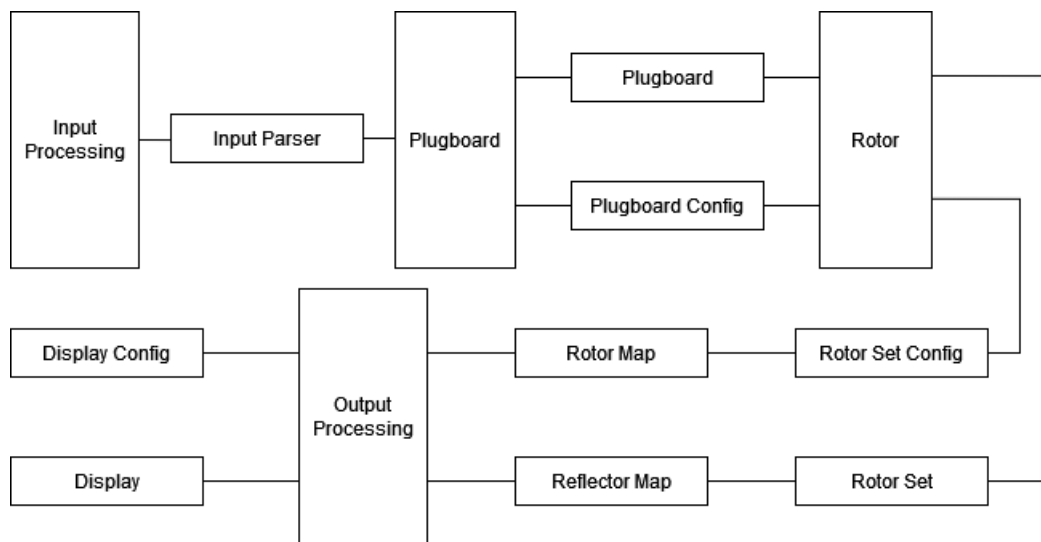 Input
Processing
Input Parser
Plugboard
Plugboard
Plugboard Config
Rotor
Display Config
Display
Output
Processing
Rotor Map
Reflector Map
Rotor Set Config
Rotor Set